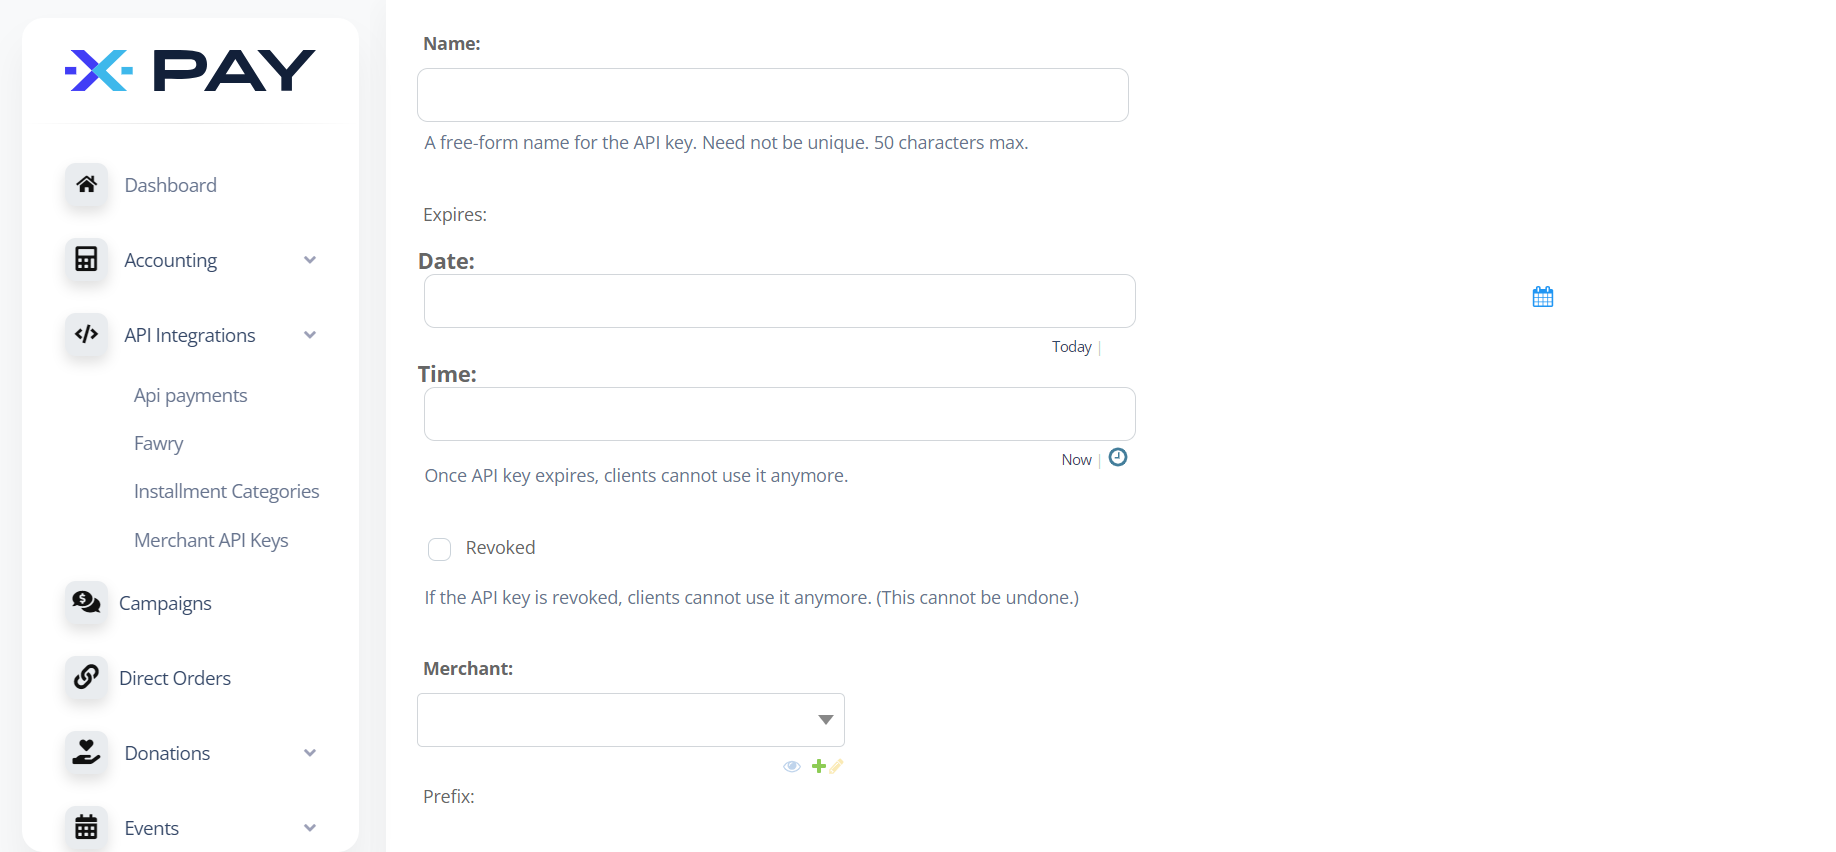 X PAY
Dashboard
Accounting
API Integrations
Api payments
Fawry
Installment Categories
Merchant API Keys
Campaigns
Direct Orders
Donations
Events
Name:
A free-form name for the API key. Need not be unique. 50 characters max.
Expires:
Date:
Today |
Time:
Now |
Once API key expires, clients cannot use it anymore.
Revoked
If the API key is revoked, clients cannot use it anymore. (This cannot be undone.)
Merchant:
Prefix: